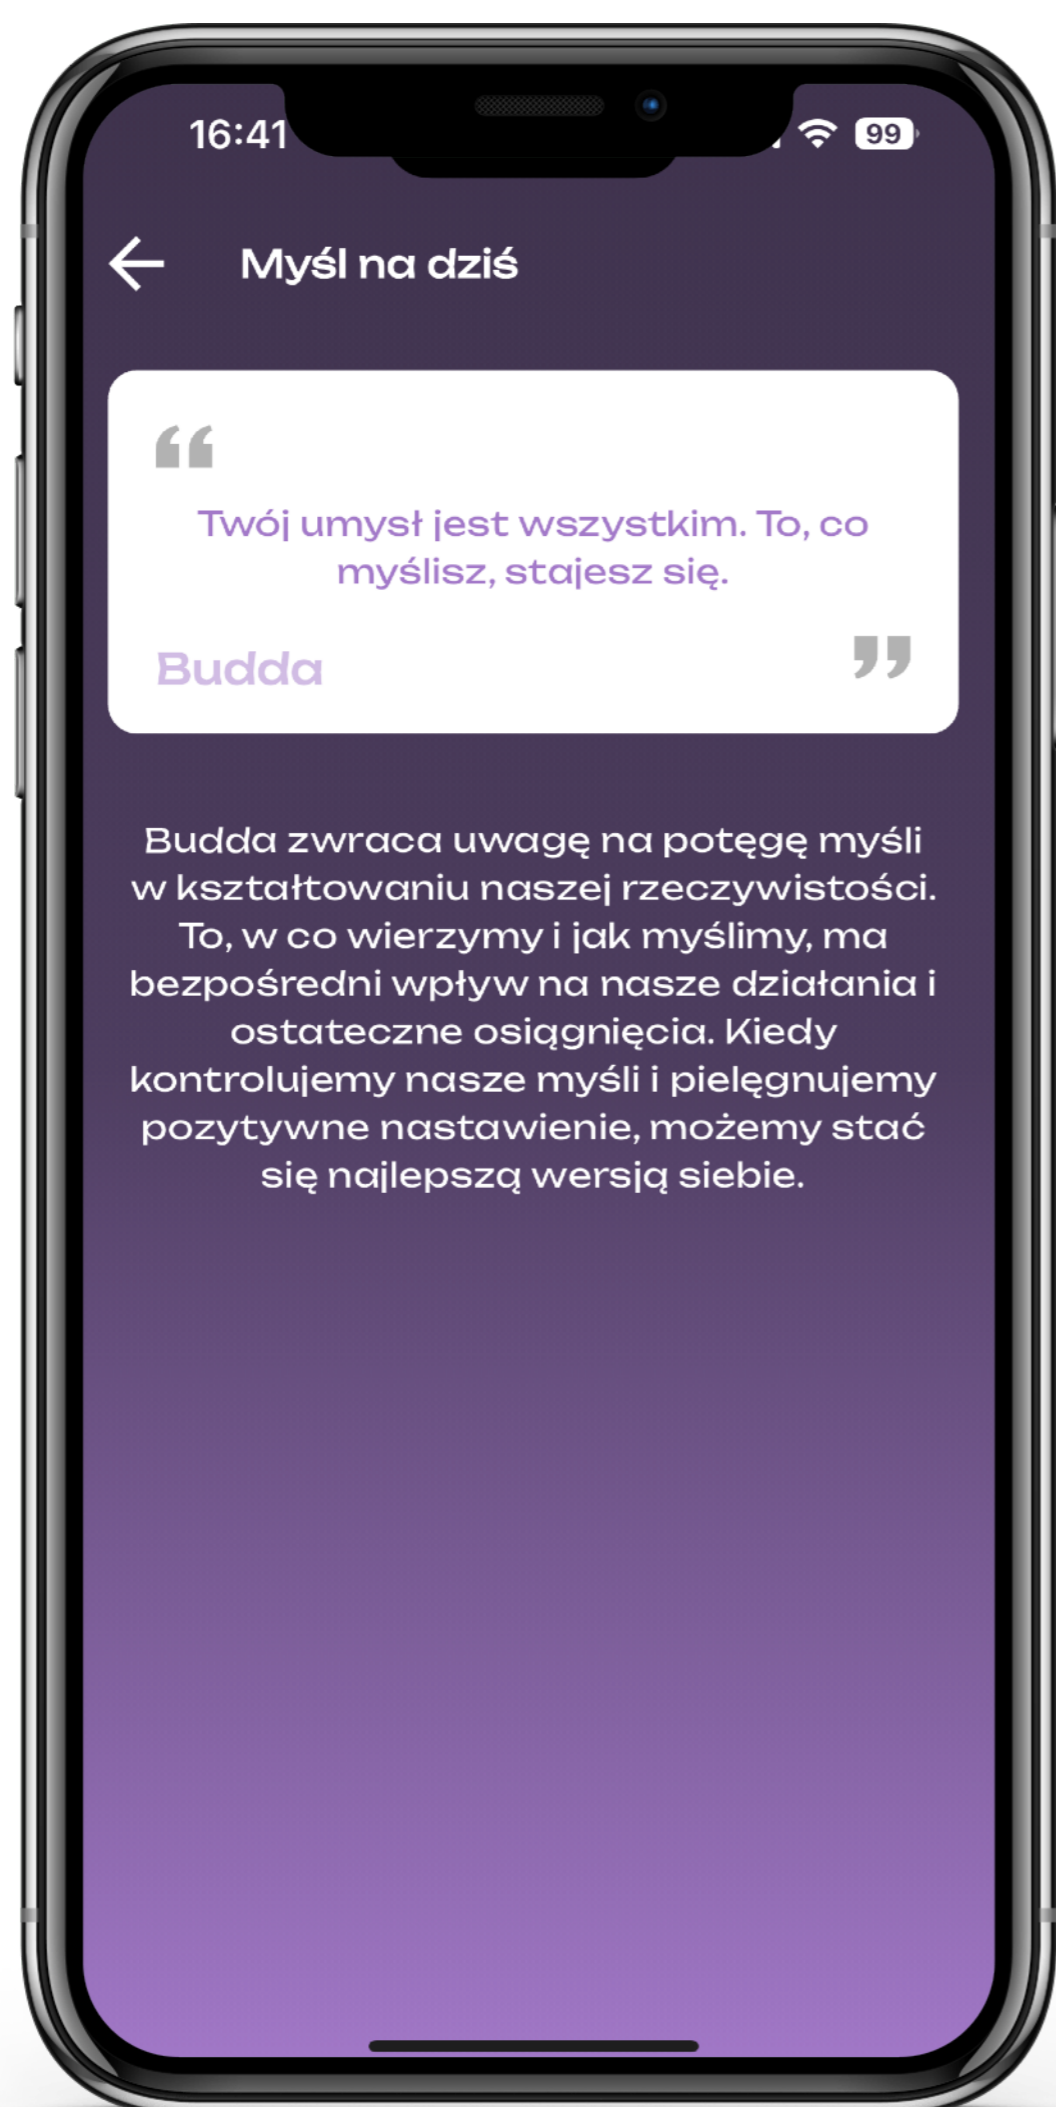 16:41
99
Myśl na dziś
“
Twój umysł jest wszystkim. To, co
myślisz, stajesz się.
Budda
”
Budda zwraca uwagę na potęgę myśli
w kształtowaniu naszej rzeczywistości.
To, w co wierzymy i jak myślimy, ma
bezpośredni wpływ na nasze działania i
ostateczne osiągnięcia. Kiedy
kontrolujemy nasze myśli i pielęgnujemy
pozytywne nastawienie, możemy stać
się najlepszą wersją siebie.